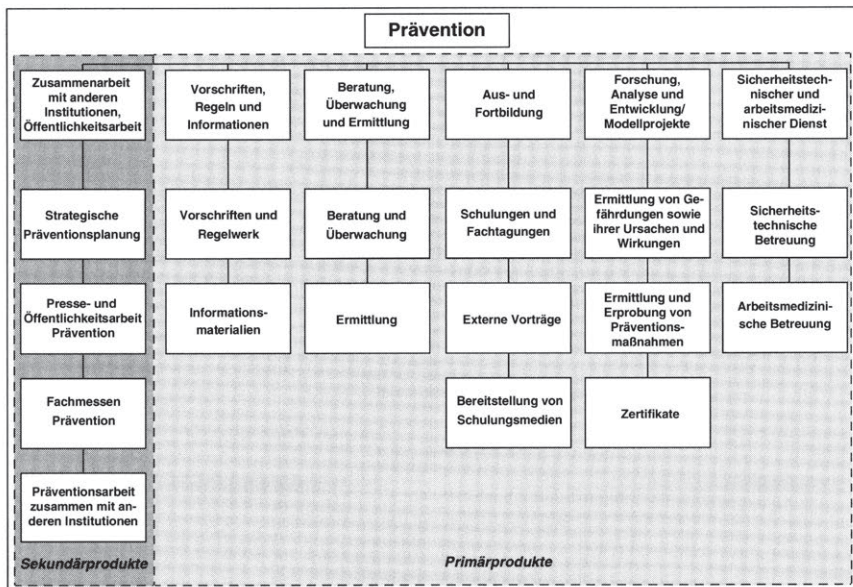 Prävention
Zusammenarbeit
mit anderen
Institutionen,
Öffentlichkeitsarbeit
Strategische
Präventionsplanung
Presse- und
Öffentlichkeitsarbeit
Prävention
Fachmessen
Prävention
Präventionsarbeit
zusammen mit an-
deren Institutionen
Sekundärprodukte
Vorschriften,
Regeln und
Informationen
Vorschriften und
Regelwerk
Informations-
materialien
Beratung,
Überwachung
und Ermittlung
Beratung und
Überwachung
Ermittlung
Aus- und
Fortbildung
Schulungen und
Fachtagungen
Externe Vorträge
Bereitstellung von
Schulungsmedien
Forschung,
Analyse und
Entwicklung/
Modellprojekte
Ermittlung von Ge-
fährdungen sowie
ihrer Ursachen und
Wirkungen
Ermittlung und
Erprobung von
Präventions-
maßnahmen
Zertifikate
Sicherheitstech-
nischer und
arbeitsmedizi-
nischer Dienst
Sicherheits-
technische
Betreuung
Arbeitsmedizini-
sche Betreuung
Primärprodukte